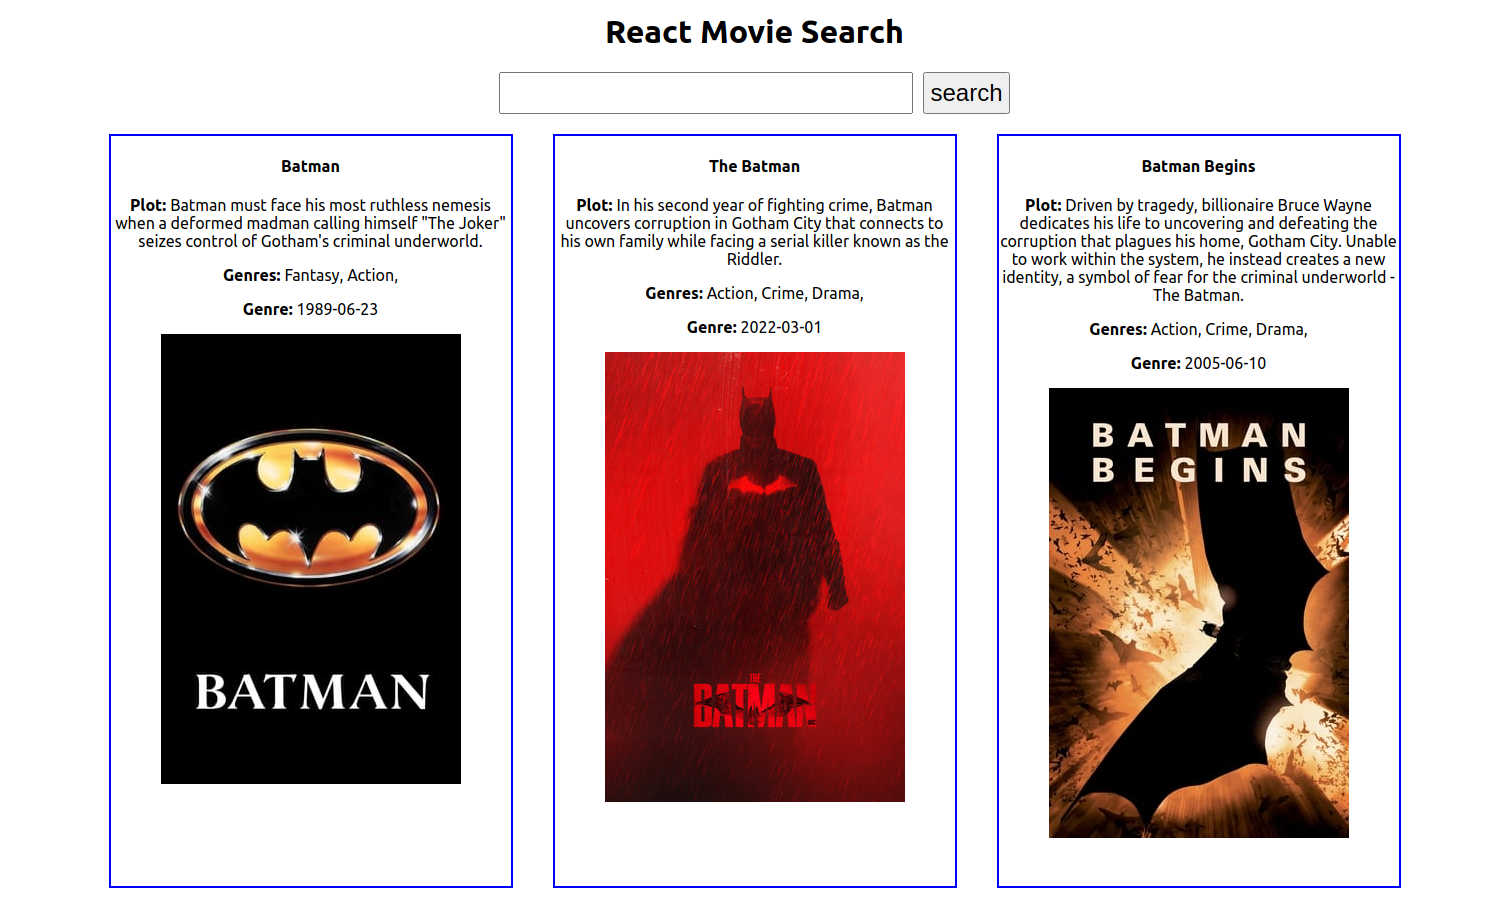 React Movie Search
search
Batman
Plot: Batman must face his most ruthless nemesis
when a deformed madman calling himself "The Joker"
seizes control of Gotham's criminal underworld.
Genres: Fantasy, Action,
Genre: 1989-06-23
BATMAN
The Batman
Plot: In his second year of fighting crime, Batman
uncovers corruption in Gotham City that connects to
his own family while facing a serial killer known as the
Riddler.
Genres: Action, Crime, Drama,
Genre: 2022-03-01
THE
BATMAN
DC
Batman Begins
Plot: Driven by tragedy, billionaire Bruce Wayne
dedicates his life to uncovering and defeating the
corruption that plagues his home, Gotham City. Unable
to work within the system, he instead creates a new
identity, a symbol of fear for the criminal underworld -
The Batman.
Genres: Action, Crime, Drama,
Genre: 2005-06-10
BATMAN
BEGINS